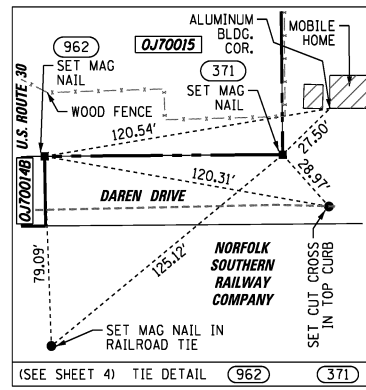 ALUMINUM
BLDG.
COR.
MOBILE
HOME
962
SET MAG
NAIL
OJ70015
371
SET MAG
NAIL
U.S. ROUTE 30
WOOD FENCE
120.54'
27.50'
28.97'
120.31'
OJ70014B
DAREN DRIVE
79.09'
125.12'
NORFOLK
SOUTHERN
RAILWAY
COMPANY
SET CUT CROSS
IN TOP CURB
SET MAG NAIL IN
RAILROAD TIE
(SEE SHEET 4) TIE DETAIL 962 371